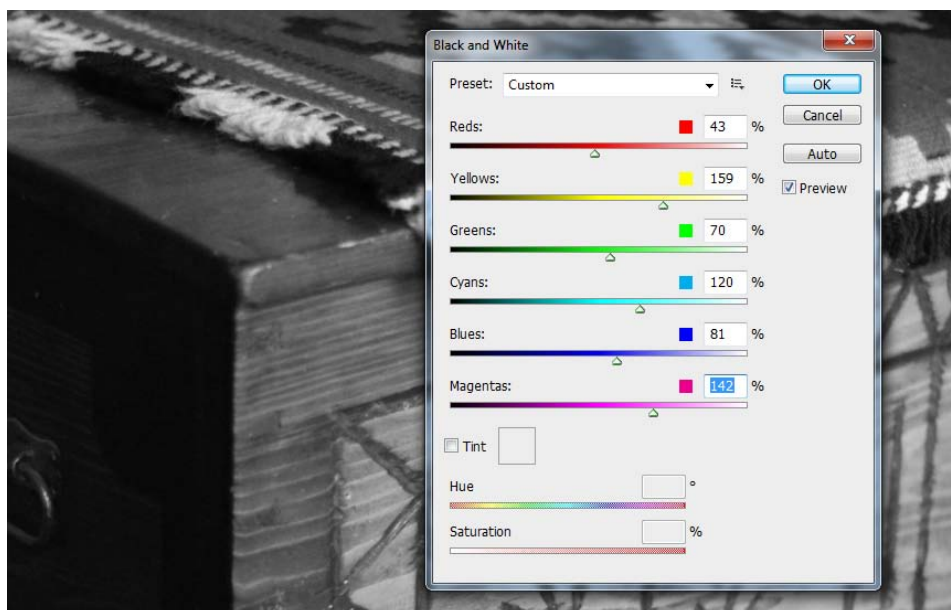 Black and White
Preset: Custom
OK
Reds: 43 %
Cancel
Auto
Yellows: 159 %
Preview
Greens: 70 %
Cyans: 120 %
Blues: 81 %
Magentas: 142 %
Tint
Hue °
Saturation %